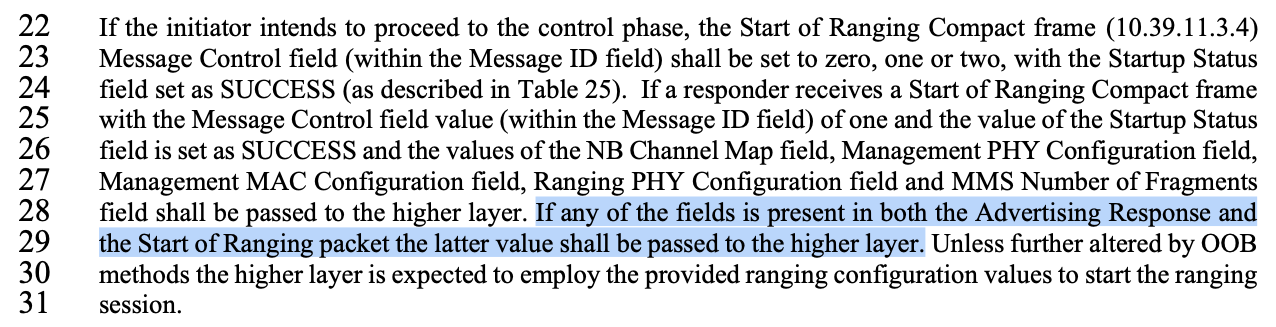 22 If the initiator intends to proceed to the control phase, the Start of Ranging Compact frame (10.39.11.3.4)
23 Message Control field (within the Message ID field) shall be set to zero, one or two, with the Startup Status
24 field set as SUCCESS (as described in Table 25).  If a responder receives a Start of Ranging Compact frame
25 with the Message Control field value (within the Message ID field) of one and the value of the Startup Status
26 field is set as SUCCESS and the values of the NB Channel Map field, Management PHY Configuration field,
27 Management MAC Configuration field, Ranging PHY Configuration field and MMS Number of Fragments
28 field shall be passed to the higher layer. If any of the fields is present in both the Advertising Response and
29 the Start of Ranging packet the latter value shall be passed to the higher layer. Unless further altered by OOB
30 methods the higher layer is expected to employ the provided ranging configuration values to start the ranging
31 session.